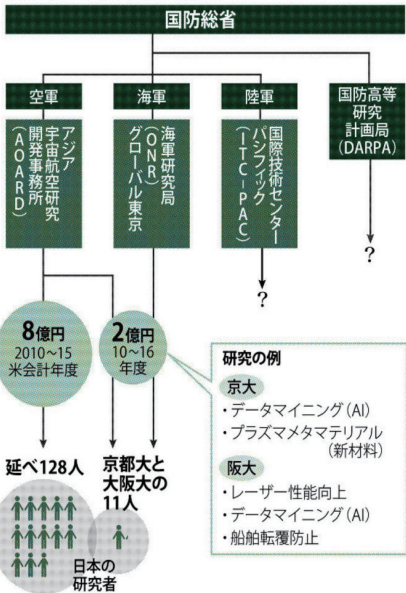 国防総省
空軍
アジア
宇宙航空研究
開発事務所
(AOARD)
海軍
海軍研究局
(ONR)
グローバル東京
陸軍
国際技術センター
パシフィック
(ITC-PAC)
国防高等
研究
計画局
(DARPA)
?
?
8億円
2010〜15
米会計年度
2億円
10〜16
年度
延べ128人
京都大と
大阪大の
11人
日本の
研究者
研究の例
京大
・データマイニング(AI)
・プラズマメタマテリアル
(新材料)
阪大
・レーザー性能向上
・データマイニング(AI)
・船舶転覆防止